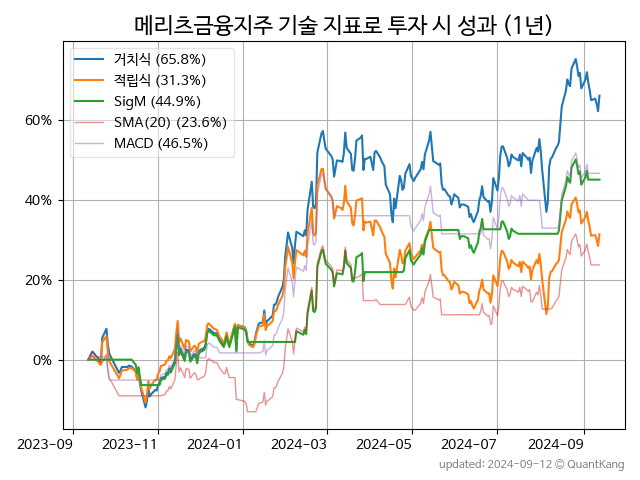 메리츠금융지주 기술 지표로 투자 시 성과 (1년)
거치식 (65.8%)
적립식 (31.3%)
SigM (44.9%)
SMA(20) (23.6%)
MACD (46.5%)
60%
40%
20%
0%
2023-09 2023-11 2024-01 2024-03 2024-05 2024-07 2024-09
updated: 2024-09-12 © QuantKang